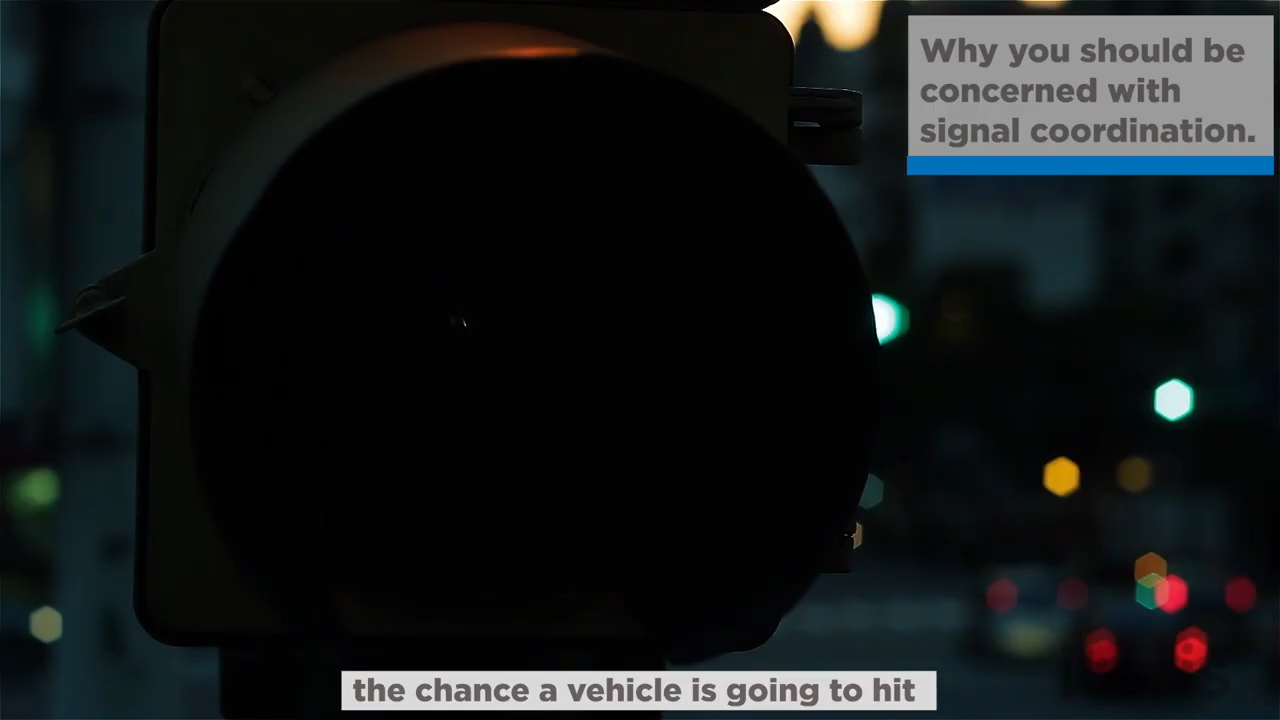 Why you should be
concerned with
signal coordination.
the chance a vehicle is going to hit